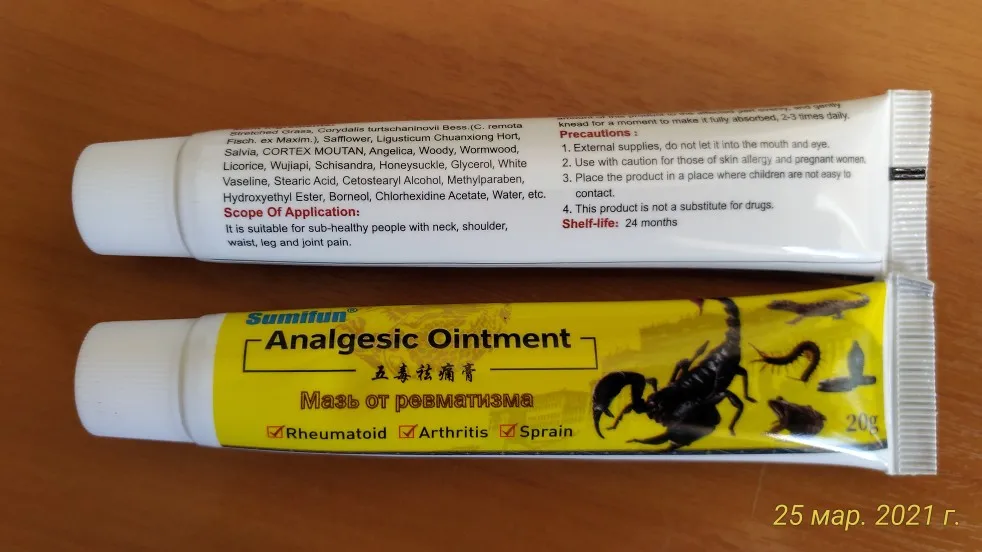 Stretched Grass, Corydalis turtschaninovii Bess.(C. remota
Fisch. ex Maxim.), Safflower, Ligusticum Chuanxiong Hort,
Salvia, CORTEX MOUTAN, Angelica, Woody, Wormwood,
Licorice, Wujiapi, Schisandra, Honeysuckle, Glycerol, White
Vaseline, Stearic Acid, Cetostearyl Alcohol, Methylparaben,
Hydroxyethyl Ester, Borneol, Chlorhexidine Acetate, Water, etc.
Scope Of Application:
It is suitable for sub-healthy people with neck, shoulder,
waist, leg and joint pain.
evenly, and gently
knead for a moment to make it fully absorbed, 2-3 times daily.
Precautions :
1. External supplies, do not let it into the mouth and eye.
2. Use with caution for those of skin allergy and pregnant women.
3. Place the product in a place where children are not easy to
contact.
4. This product is not a substitute for drugs.
Shelf-life: 24 months
Sumifun®
Analgesic Ointment
五毒祛痛膏
Мазь от ревматизма
Rheumatoid Arthritis Sprain
20g
25 мар. 2021 г.